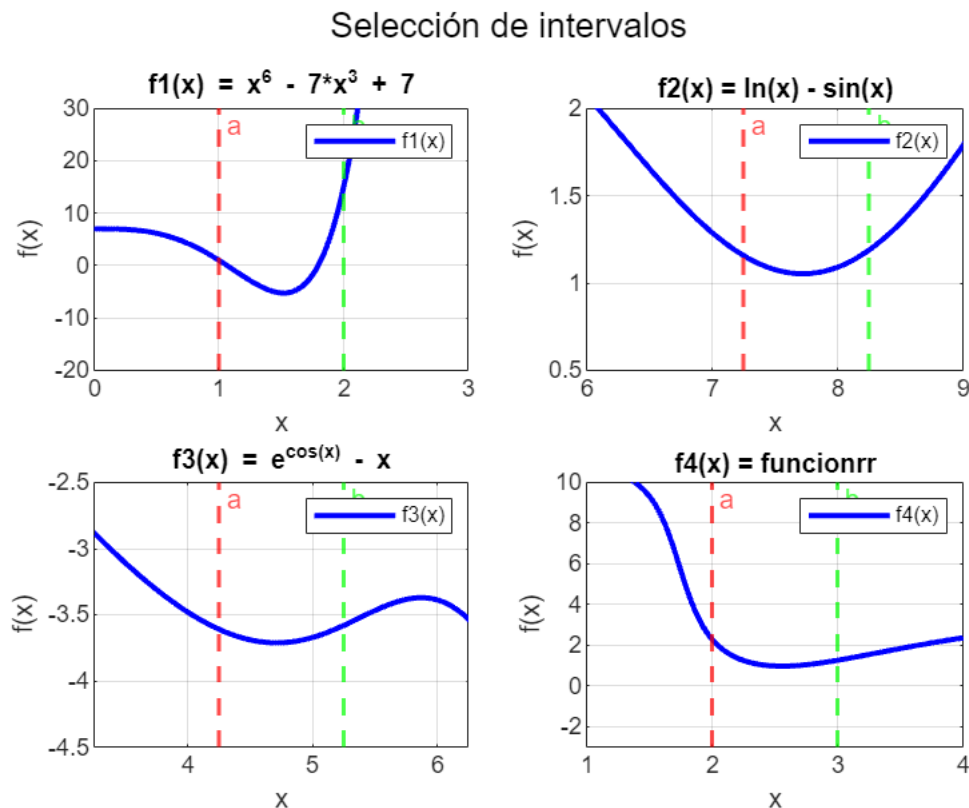 Selección de intervalos
f1(x) = x^6 - 7*x^3 + 7
30
20
10
0
-10
-20
f(x)
a
f1(x)
0
1
2
3
x
f2(x) = ln(x) - sin(x)
2
1.5
1
0.5
f(x)
a
f2(x)
6
7
8
9
x
f3(x) = e^cos(x) - x
-2.5
-3
-3.5
-4
-4.5
f(x)
a
f3(x)
4
5
6
x
f4(x) = funcionrr
10
8
6
4
2
0
-2
f(x)
a
f4(x)
1
2
3
4
x